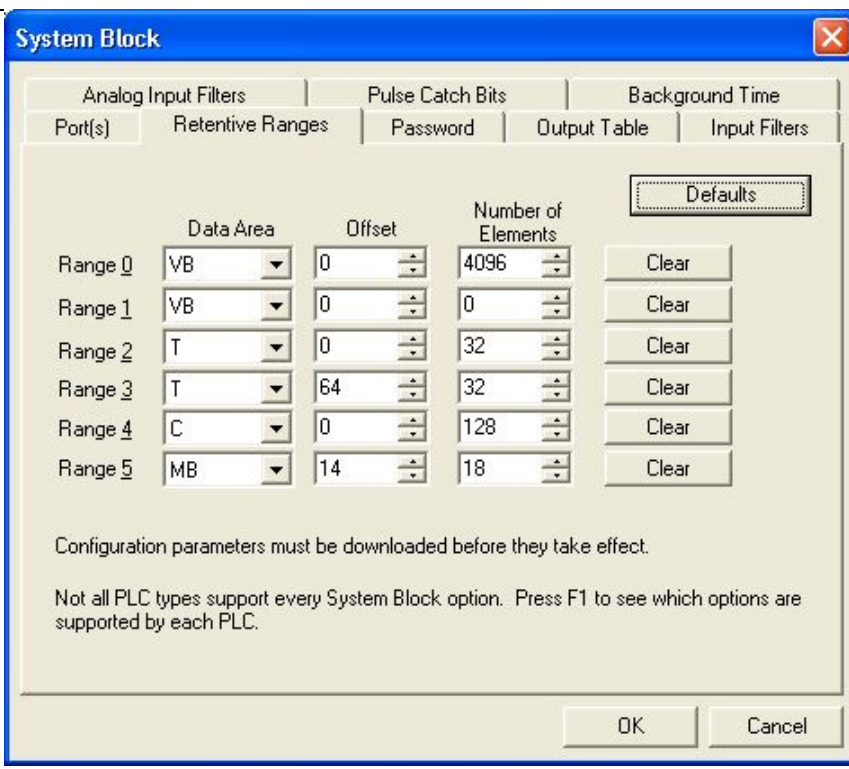 System Block
Analog Input Filters Pulse Catch Bits Background Time
Port(s) Retentive Ranges Password Output Table Input Filters
Defaults
Data Area Offset Number of Elements
Range 0 VB 0 4096 Clear
Range 1 VB 0 0 Clear
Range 2 T 0 32 Clear
Range 3 T 64 32 Clear
Range 4 C 0 128 Clear
Range 5 MB 14 18 Clear
Configuration parameters must be downloaded before they take effect.
Not all PLC types support every System Block option. Press F1 to see which options are
supported by each PLC.
OK Cancel